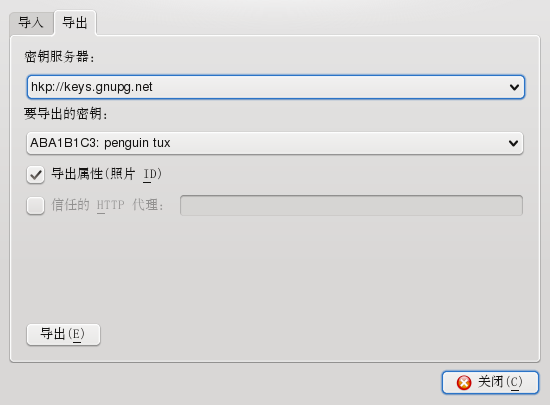 导入 导出
密钥服务器：
hkp://keys.gnupg.net
要导出的密钥：
ABA1B1C3: penguin tux
导出属性(照片 ID)
信任的 HTTP 代理：
导出(E)
关闭(C)